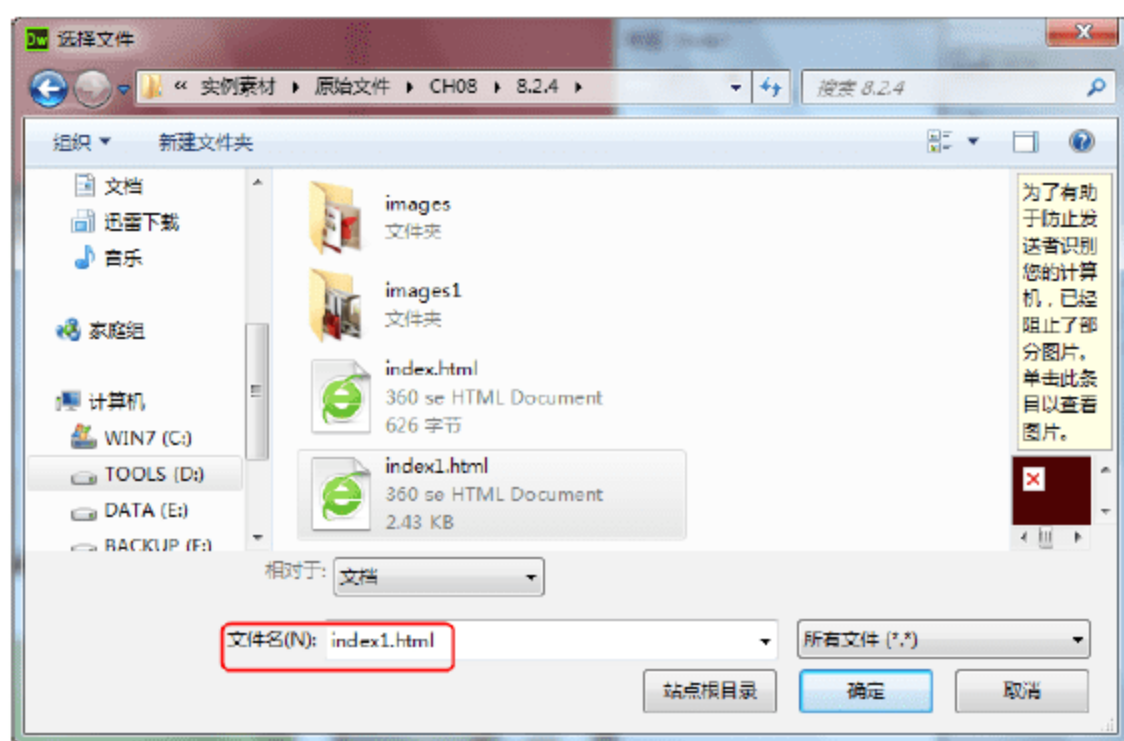 Dw 选择文件
« 实例素材 ▸ 原始文件 ▸ CH08 ▸ 8.2.4 ▸
搜索 8.2.4
组织 ▼ 新建文件夹
文档
迅雷下载
音乐
家庭组
计算机
WIN7 (C:)
TOOLS (D:)
DATA (E:)
BACKUP (F:)
images
文件夹
images1
文件夹
index.html
360 se HTML Document
626 字节
index1.html
360 se HTML Document
2.43 KB
为了有助
于防止发
送者识别
您的计算
机，已经
阻止了部
分图片。
单击此条
目以查看
图片。
相对于: 文档
文件名(N): index1.html
所有文件 (*.*)
站点根目录 确定 取消